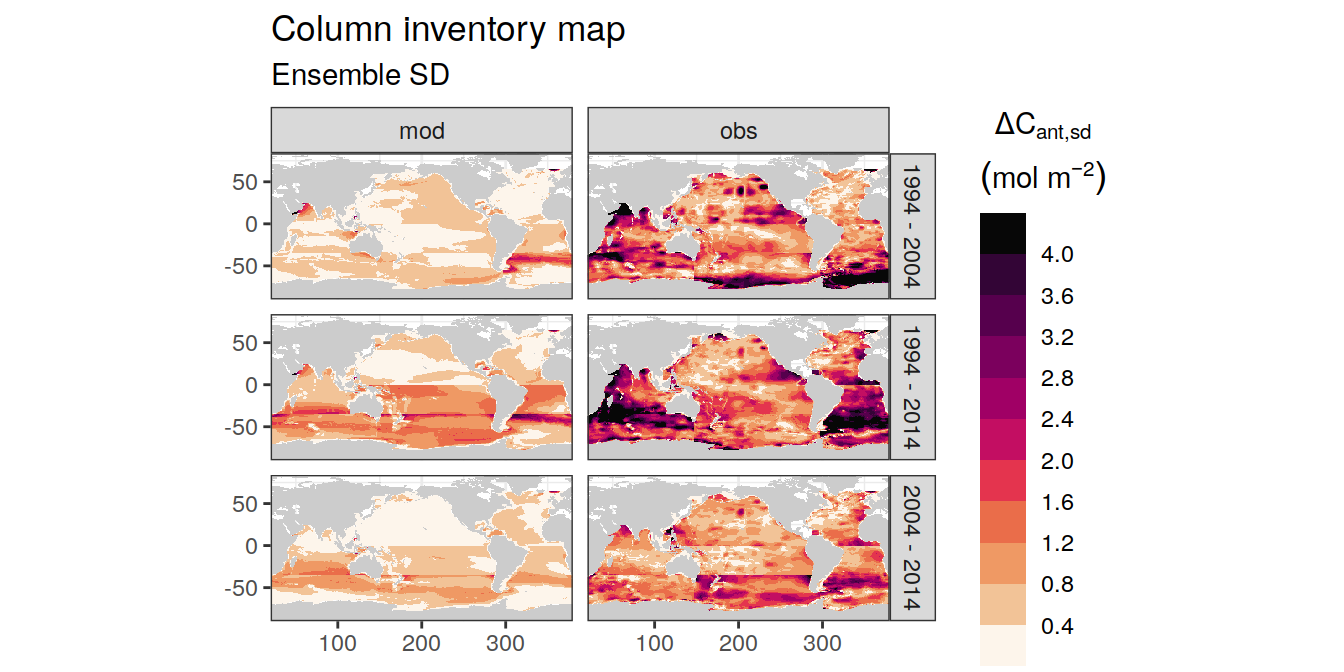 Column inventory map
Ensemble SD
mod
obs
ΔCant,sd
(mol m−2)
50
0
-50
1994 - 2004
50
0
-50
1994 - 2014
50
0
-50
2004 - 2014
100
200
300
100
200
300
4.0
3.6
3.2
2.8
2.4
2.0
1.6
1.2
0.8
0.4